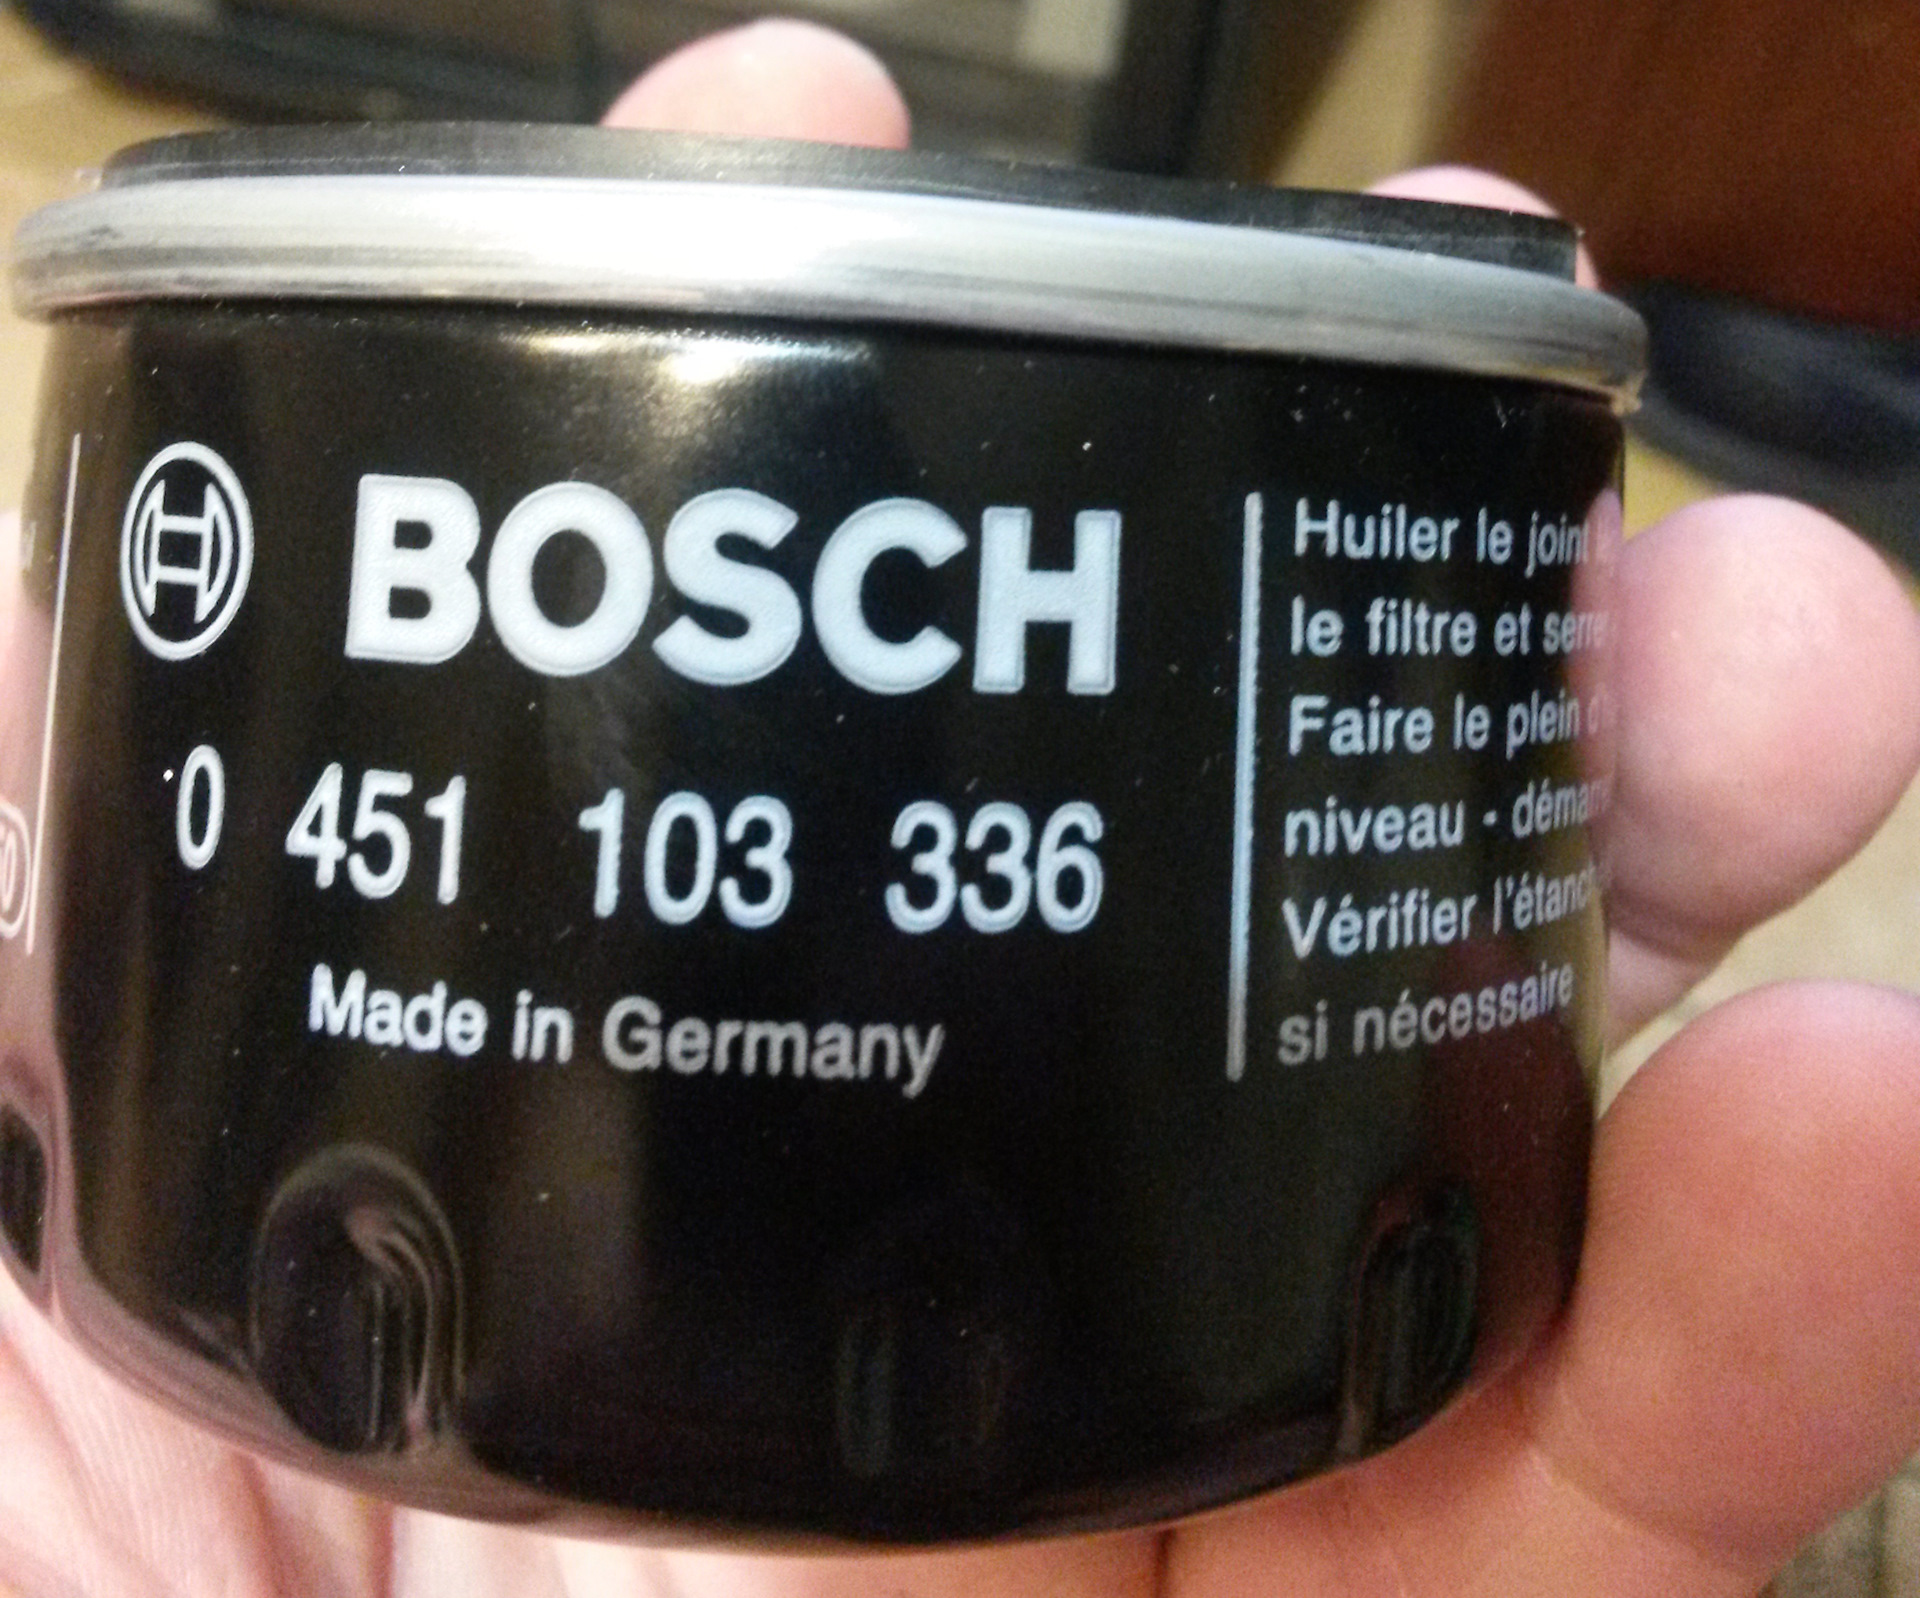 BOSCH
0 451 103 336
Made in Germany
Huiler le joint
le filtre et
Faire le plein
niveau -
Vérifier
si nécessaire